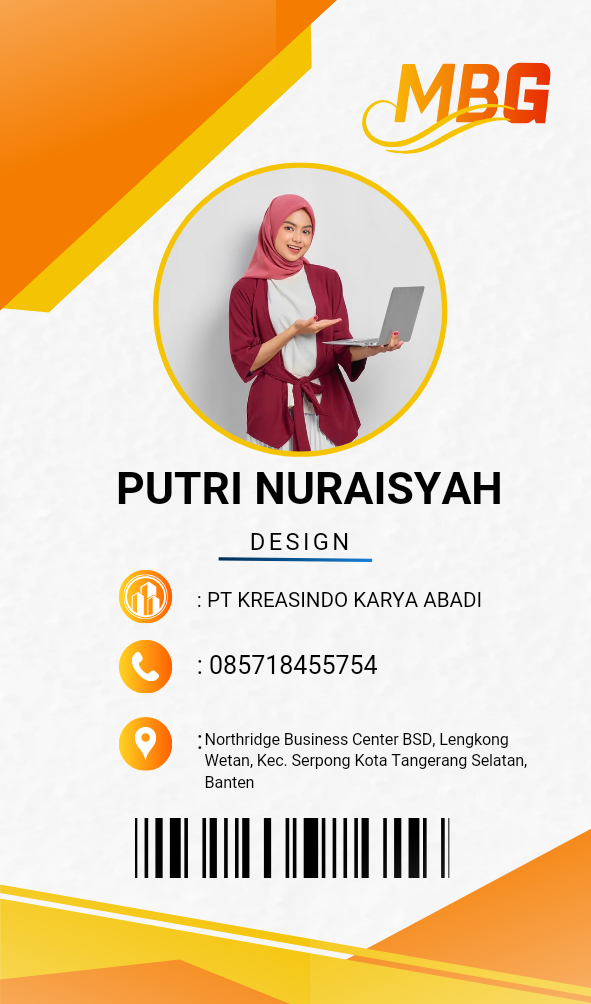 MBG
PUTRI NURAISYAH
DESIGN
: PT KREASINDO KARYA ABADI
: 085718455754
: Northridge Business Center BSD, Lengkong
Wetan, Kec. Serpong Kota Tangerang Selatan,
Banten